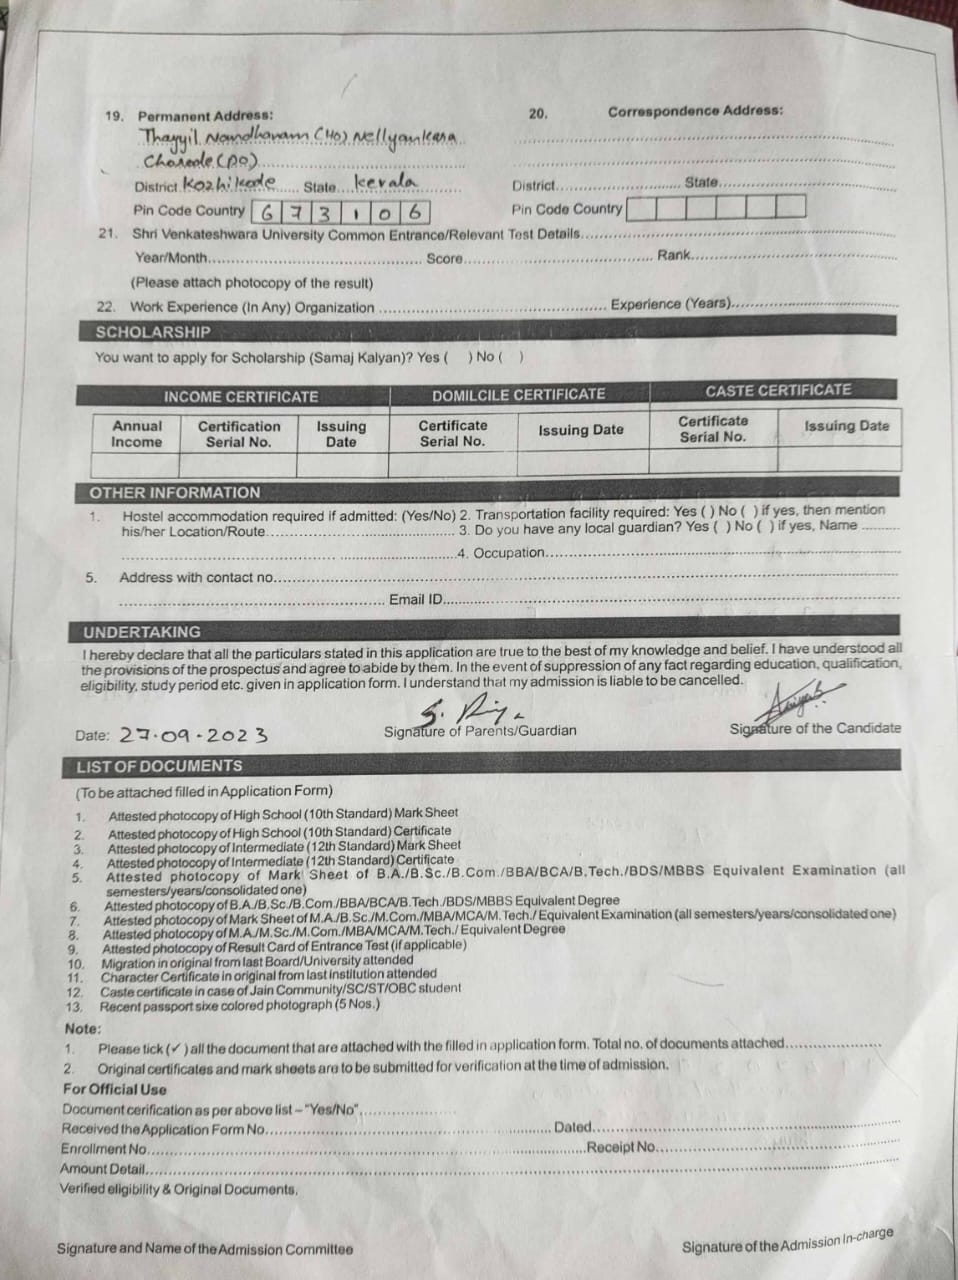 19. Permanent Address:
Thayyil Nandhanam (HO) Nellyankara
(PO)
District Kozhikode State Kerala
Pin Code Country 6 7 3 1 0 6
20. Correspondence Address:
District State
Pin Code Country
21. Shri Venkateshwara University Common Entrance/Relevant Test Details
Year/Month Score Rank
(Please attach photocopy of the result)
22. Work Experience (In Any) Organization Experience (Years)
SCHOLARSHIP
You want to apply for Scholarship (Samaj Kalyan)? Yes ( ) No ( )
INCOME CERTIFICATE DOMILCILE CERTIFICATE CASTE CERTIFICATE
Annual Income Certification Serial No. Issuing Date Certificate Serial No. Issuing Date Certificate Serial No. Issuing Date
OTHER INFORMATION
1. Hostel accommodation required if admitted: (Yes/No) 2. Transportation facility required: Yes ( ) No ( ) if yes, then mention
his/her Location/Route 3. Do you have any local guardian? Yes ( ) No ( ) if yes, Name
4. Occupation
5. Address with contact no.
Email ID
UNDERTAKING
I hereby declare that all the particulars stated in this application are true to the best of my knowledge and belief. I have understood all
the provisions of the prospectus and agree to abide by them. In the event of suppression of any fact regarding education, qualification,
eligibility, study period etc. given in application form. I understand that my admission is liable to be cancelled.
Date: 27.09.2023 Signature of Parents/Guardian Signature of the Candidate
LIST OF DOCUMENTS
(To be attached filled in Application Form)
1. Attested photocopy of High School (10th Standard) Mark Sheet
2. Attested photocopy of High School (10th Standard) Certificate
3. Attested photocopy of Intermediate (12th Standard) Mark Sheet
4. Attested photocopy of Intermediate (12th Standard) Certificate
5. Attested photocopy of Mark Sheet of B.A./B.Sc./B.Com./BBA/BCA/B.Tech./BDS/MBBS Equivalent Examination (all
semesters/years/consolidated one)
6. Attested photocopy of B.A./B.Sc./B.Com./BBA/BCA/B.Tech./BDS/MBBS Equivalent Degree
7. Attested photocopy of Mark Sheet of M.A./B.Sc./M.Com./MBA/MCA/M.Tech./ Equivalent Examination (all semesters/years/consolidated one)
8. Attested photocopy of M.A./M.Sc./M.Com./MBA/MCA/M.Tech./ Equivalent Degree
9. Attested photocopy of Result Card of Entrance Test (if applicable)
10. Migration in original from last Board/University attended
11. Character Certificate in original from last institution attended
12. Caste certificate in case of Jain Community/SC/ST/OBC student
13. Recent passport sixe colored photograph (5 Nos.)
Note:
1. Please tick (✓) all the document that are attached with the filled in application form. Total no. of documents attached
2. Original certificates and mark sheets are to be submitted for verification at the time of admission.
For Official Use
Document cerification as per above list – "Yes/No"
Received the Application Form No. Dated
Enrollment No. Receipt No.
Amount Detail
Verified eligibility & Original Documents.
Signature and Name of the Admission Committee Signature of the Admission In-charge